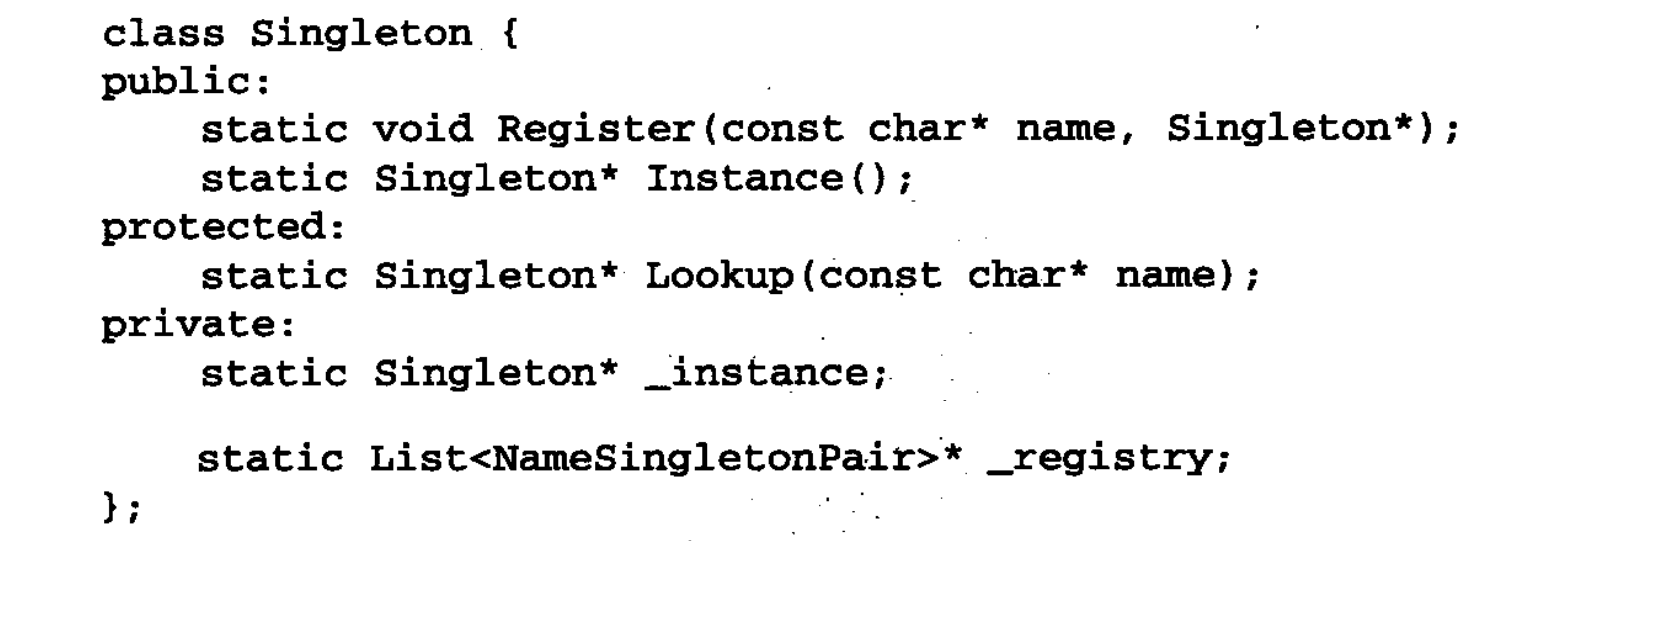 class Singleton {
public:
    static void Register(const char* name, Singleton*);
    static Singleton* Instance();
protected:
    static Singleton* Lookup(const char* name);
private:
    static Singleton* _instance;
    static List<NameSingletonPair>* _registry;
};